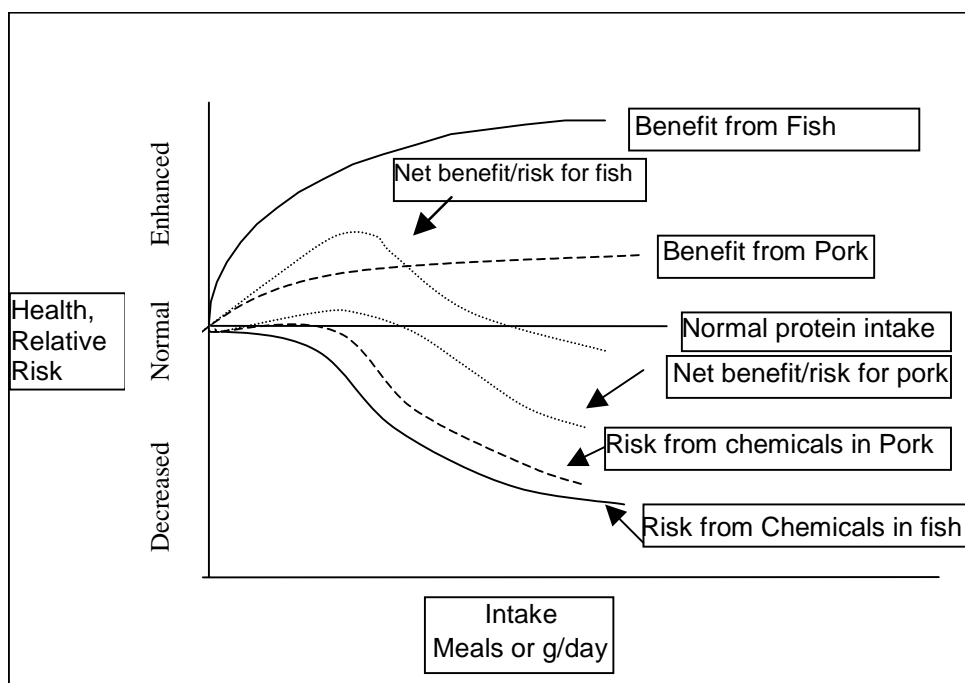 Benefit from Fish
Net benefit/risk for fish
Enhanced
Benefit from Pork
Health,
Relative
Risk
Normal
Normal protein intake
Net benefit/risk for pork
Risk from chemicals in Pork
Decreased
Risk from Chemicals in fish
Intake
Meals or g/day